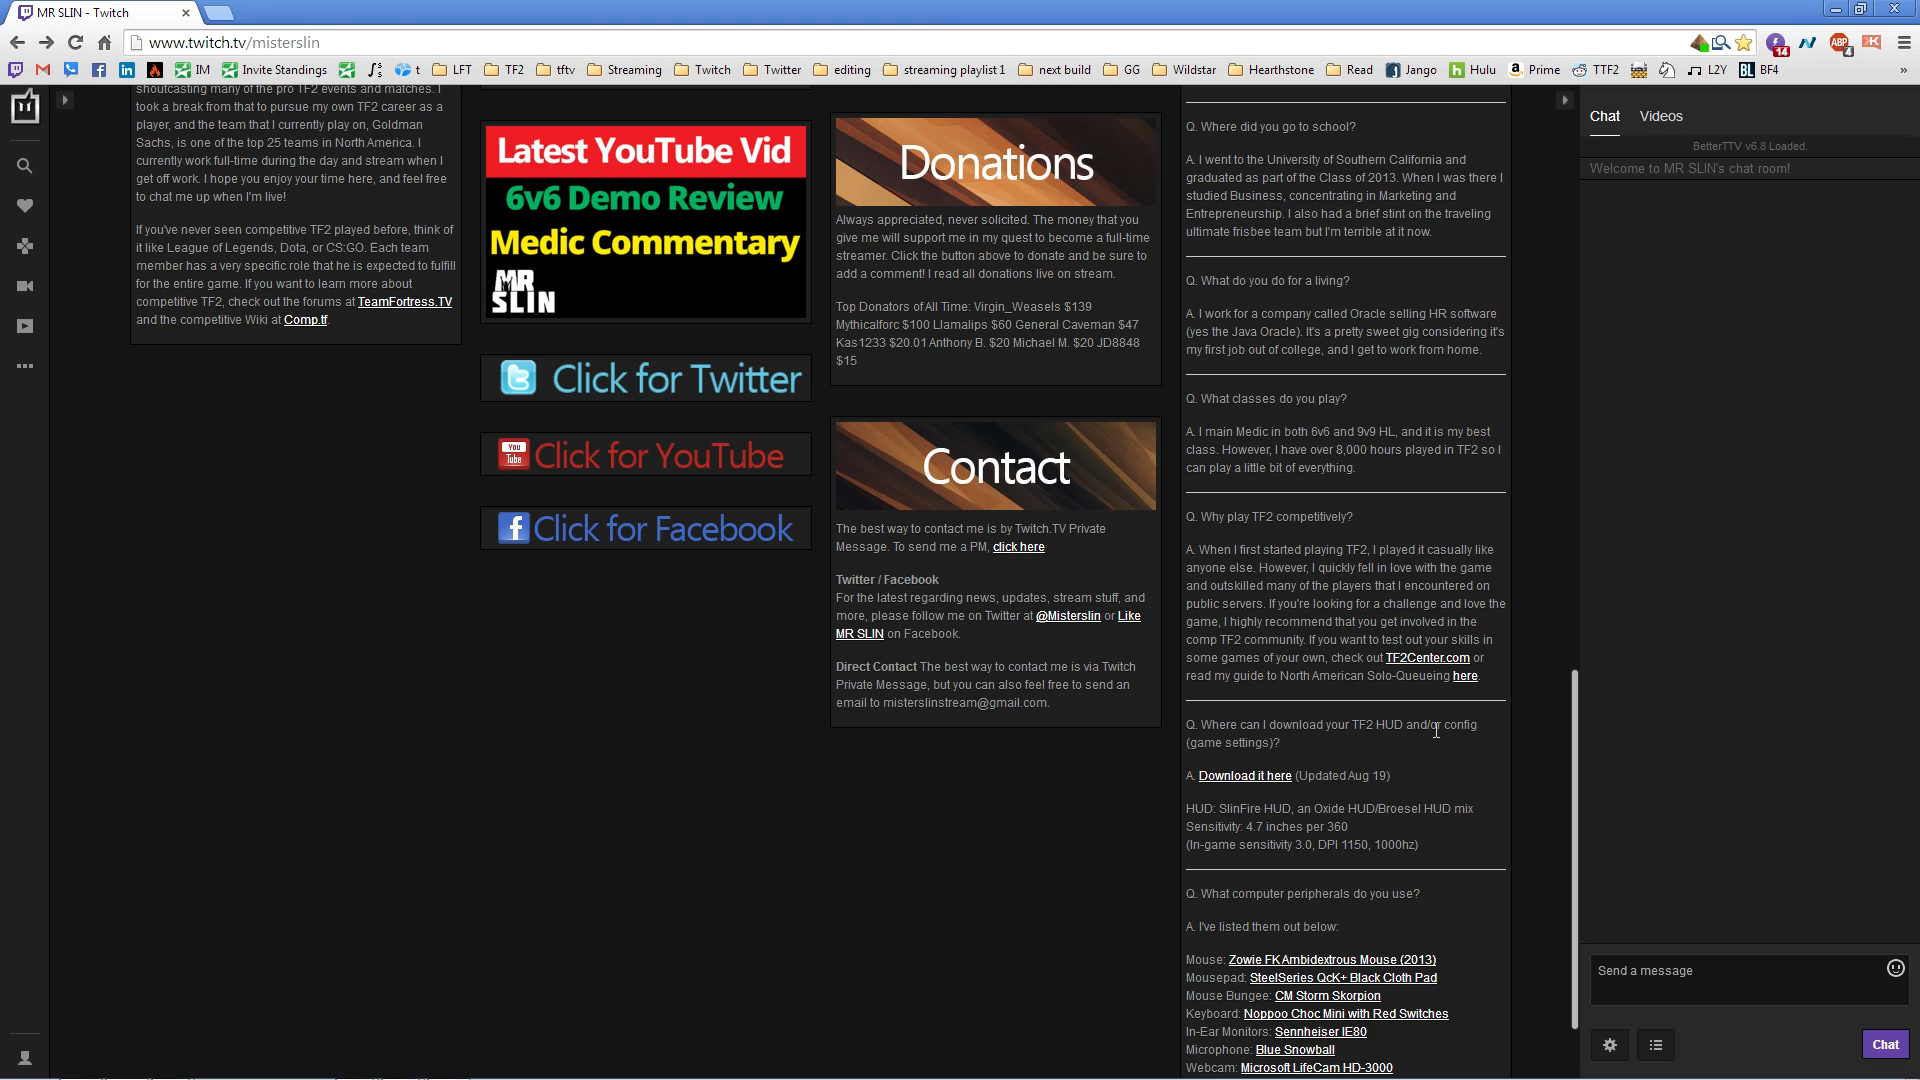 MR SLIN - Twitch
www.twitch.tv/misterslin
14
ABP
4
IM
Invite Standings
t
LFT
TF2
tftv
Streaming
Twitch
Twitter
editing
streaming playlist 1
next build
GG
Wildstar
Hearthstone
Read
Jango
Hulu
Prime
TTF2
L2Y
BL BF4
»
shoutcasting many of the pro TF2 events and matches. I
took a break from that to pursue my own TF2 career as a
player, and the team that I currently play on, Goldman
Sachs, is one of the top 25 teams in North America. I
currently work full-time during the day and stream when I
get off work. I hope you enjoy your time here, and feel free
to chat me up when I'm live!
If you've never seen competitive TF2 played before, think of
it like League of Legends, Dota, or CS:GO. Each team
member has a very specific role that he is expected to fulfill
for the entire game. If you want to learn more about
competitive TF2, check out the forums at TeamFortress.TV
and the competitive Wiki at Comp.tf.
Latest YouTube Vid
6v6 Demo Review
Medic Commentary
MR
SLIN
Click for Twitter
You
Tube
Click for YouTube
Click for Facebook
Donations
Always appreciated, never solicited. The money that you
give me will support me in my quest to become a full-time
streamer. Click the button above to donate and be sure to
add a comment! I read all donations live on stream.
Top Donators of All Time: Virgin_Weasels $139
Mythicalforc $100 Llamalips $60 General Caveman $47
Kas1233 $20.01 Anthony B. $20 Michael M. $20 JD8848
$15
Contact
The best way to contact me is by Twitch.TV Private
Message. To send me a PM, click here
Twitter / Facebook
For the latest regarding news, updates, stream stuff, and
more, please follow me on Twitter at @Misterslin or Like
MR SLIN on Facebook.
Direct Contact The best way to contact me is via Twitch
Private Message, but you can also feel free to send an
email to misterslinstream@gmail.com.
Q. Where did you go to school?
A. I went to the University of Southern California and
graduated as part of the Class of 2013. When I was there I
studied Business, concentrating in Marketing and
Entrepreneurship. I also had a brief stint on the traveling
ultimate frisbee team but I'm terrible at it now.
Q. What do you do for a living?
A. I work for a company called Oracle selling HR software
(yes the Java Oracle). It's a pretty sweet gig considering it's
my first job out of college, and I get to work from home.
Q. What classes do you play?
A. I main Medic in both 6v6 and 9v9 HL, and it is my best
class. However, I have over 8,000 hours played in TF2 so I
can play a little bit of everything.
Q. Why play TF2 competitively?
A. When I first started playing TF2, I played it casually like
anyone else. However, I quickly fell in love with the game
and outskilled many of the players that I encountered on
public servers. If you're looking for a challenge and love the
game, I highly recommend that you get involved in the
comp TF2 community. If you want to test out your skills in
some games of your own, check out TF2Center.com or
read my guide to North American Solo-Queueing here.
Q. Where can I download your TF2 HUD and/or config
(game settings)?
A. Download it here (Updated Aug 19)
HUD: SlinFire HUD, an Oxide HUD/Broesel HUD mix
Sensitivity: 4.7 inches per 360
(In-game sensitivity 3.0, DPI 1150, 1000hz)
Q. What computer peripherals do you use?
A. I've listed them out below:
Mouse: Zowie FK Ambidextrous Mouse (2013)
Mousepad: SteelSeries QcK+ Black Cloth Pad
Mouse Bungee: CM Storm Skorpion
Keyboard: Noppoo Choc Mini with Red Switches
In-Ear Monitors: Sennheiser IE80
Microphone: Blue Snowball
Webcam: Microsoft LifeCam HD-3000
Chat
Videos
BetterTTV v6.8 Loaded.
Welcome to MR SLIN's chat room!
Send a message
Chat